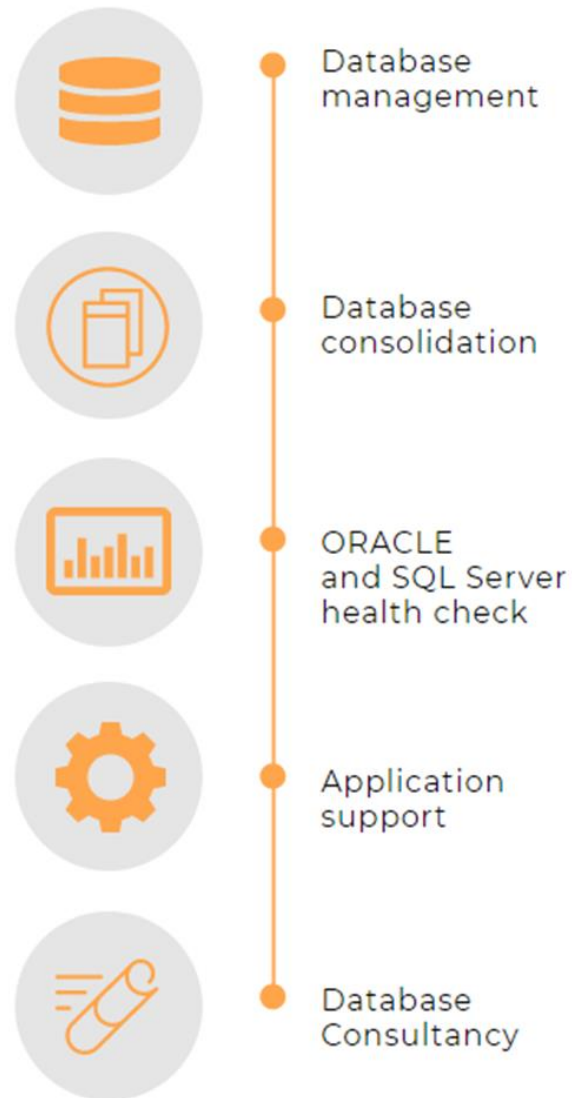 Database
management
Database
consolidation
ORACLE
and SQL Server
health check
Application
support
Database
Consultancy